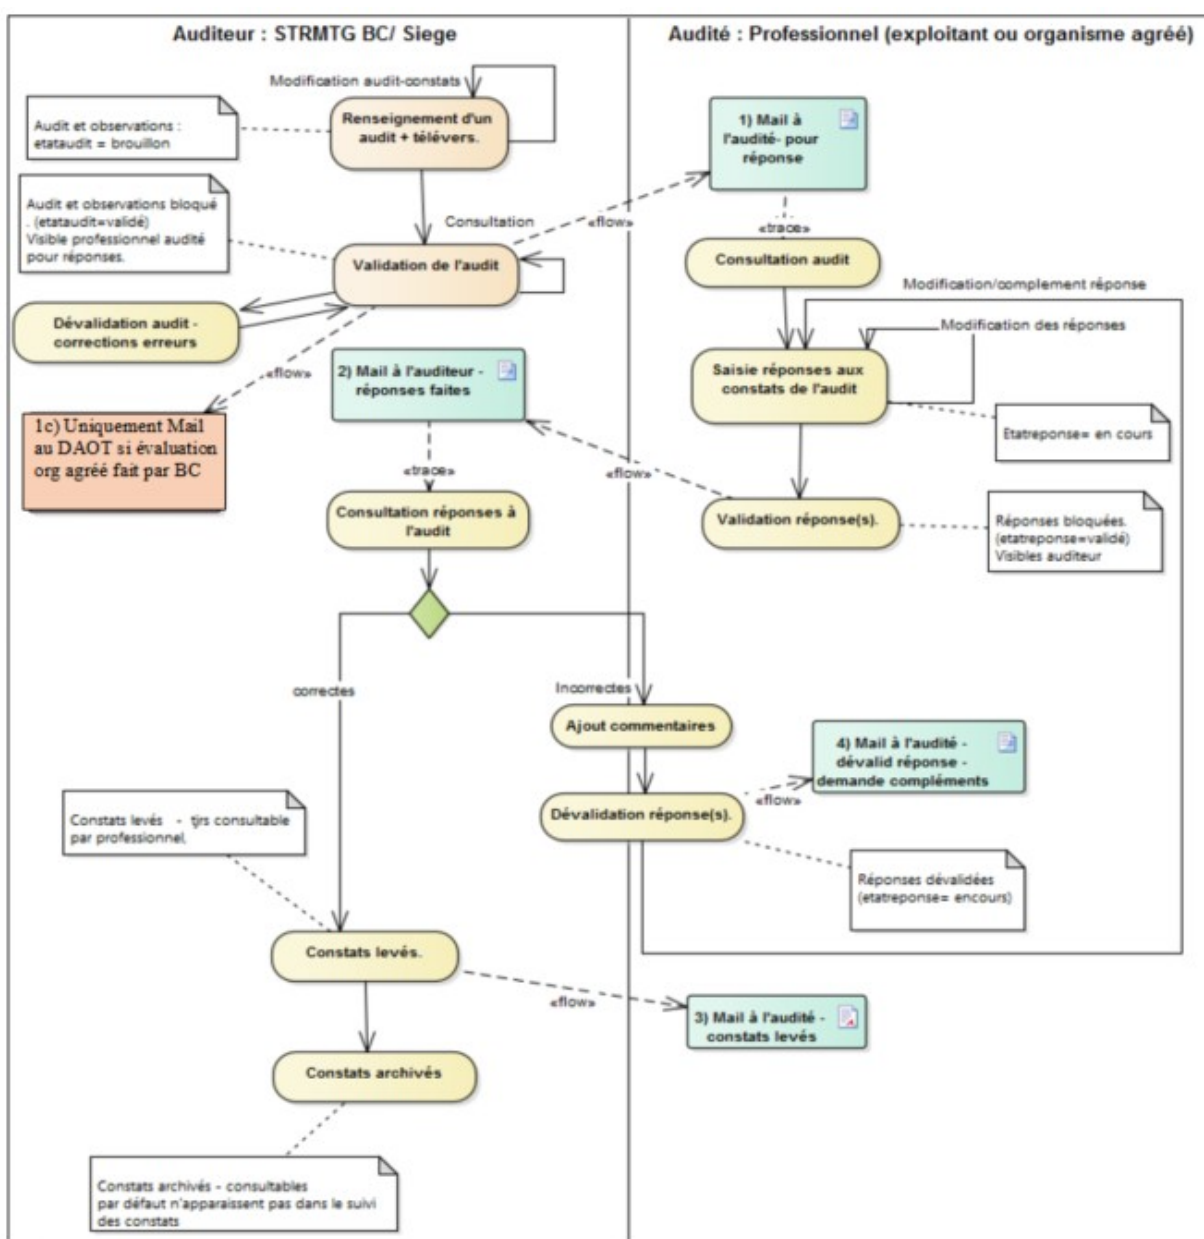 Auditeur : STRMTG BC/ Siege
Audité : Professionnel (exploitant ou organisme agréé)
Modification audit-constats
Audit et observations :
etataudit = brouillon
Renseignement d'un
audit + télévers.
1) Mail à
l'audité- pour
réponse
Audit et observations bloqué
. (etataudit=validé)
Visible professionnel audité
pour réponses.
Consultation
«flow»
«trace»
Validation de l'audit
Consultation audit
Dévalidation audit -
corrections erreurs
Modification/complement réponse
Modification des réponses
«flow»
2) Mail à l'auditeur -
réponses faites
Saisie réponses aux
constats de l'audit
1c) Uniquement Mail
au DAOT si évaluation
org agréé fait par BC
Etatreponse= en cours
«trace»
«flow»
Consultation réponses à
l'audit
Validation réponse(s).
Réponses bloquées.
(etatreponse=validé)
Visibles auditeur
correctes
Incorrectes
Ajout commentaires
4) Mail à l'audité -
dévalid réponse -
demande compléments
«flow»
Dévalidation réponse(s).
Constats levés - tjrs consultable
par professionnel,
Réponses dévalidées
(etatreponse= encours)
Constats levés.
«flow»
3) Mail à l'audité -
constats levés
Constats archivés
Constats archivés - consultables
par défaut n'apparaissent pas dans le suivi
des constats